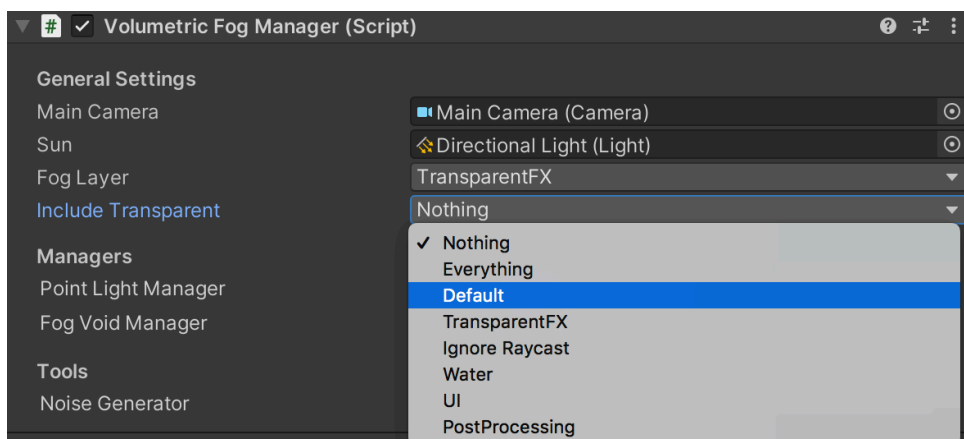 # Volumetric Fog Manager (Script)
General Settings
Main Camera Main Camera (Camera)
Sun Directional Light (Light)
Fog Layer TransparentFX
Include Transparent Nothing
Nothing
Managers Everything
Point Light Manager Default
Fog Void Manager TransparentFX
Ignore Raycast
Tools Water
Noise Generator UI
PostProcessing